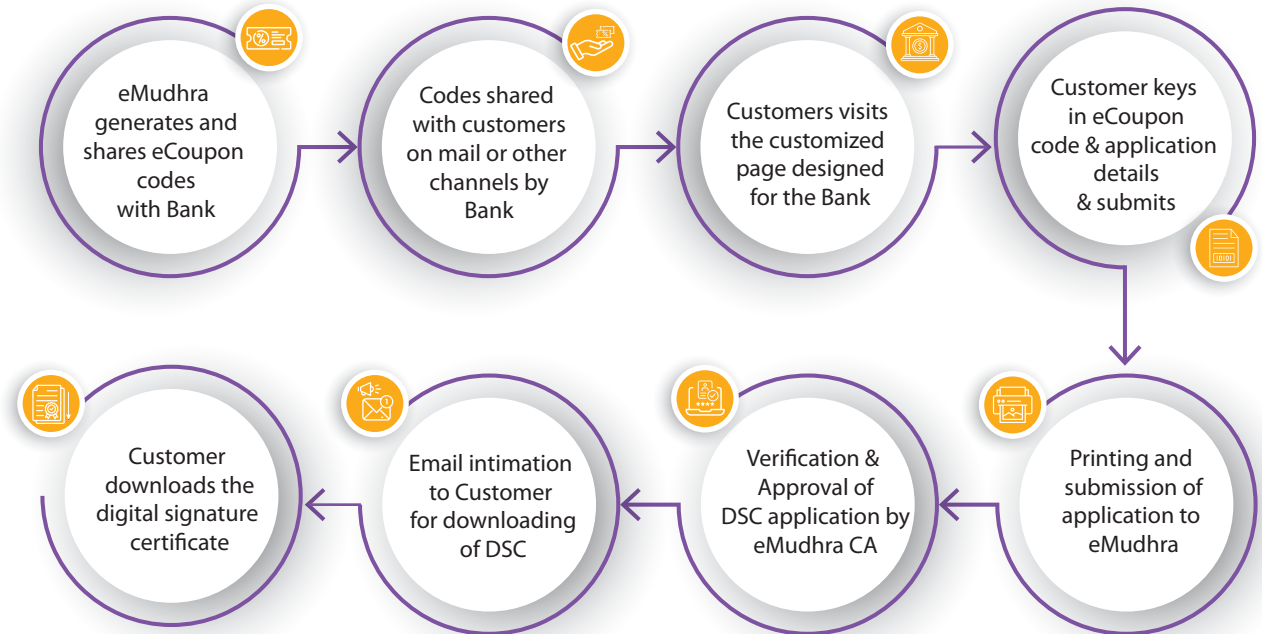 eMudhra
generates and
shares eCoupon
codes
with Bank
Codes shared
with customers
on mail or other
channels by
Bank
Customers visits
the customized
page designed
for the Bank
Customer keys
in eCoupon
code & application
details
& submits
Printing and
submission of
application to
eMudhra
Verification &
Approval of
DSC application by
eMudhra CA
Email intimation
to Customer
for downloading
of DSC
Customer
downloads the
digital signature
certificate